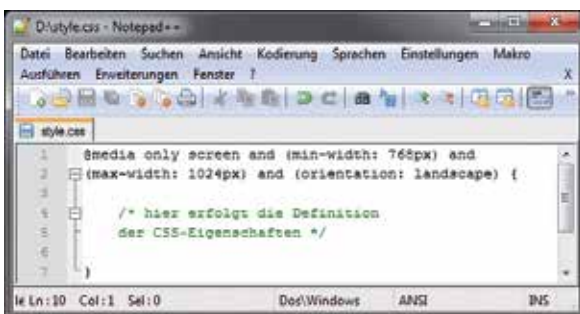 D:\style.css - Notepad++
Datei Bearbeiten Suchen Ansicht Kodierung Sprachen Einstellungen Makro
Ausführen Erweiterungen Fenster ? X
style.css
1 @media only screen and (min-width: 768px) and
2 (max-width: 1024px) and (orientation: landscape) {
3
4 /* hier erfolgt die Definition
5 der CSS-Eigenschaften */
6
7 }
le Ln:10 Col:1 Sel:0 Dos\Windows ANSI INS